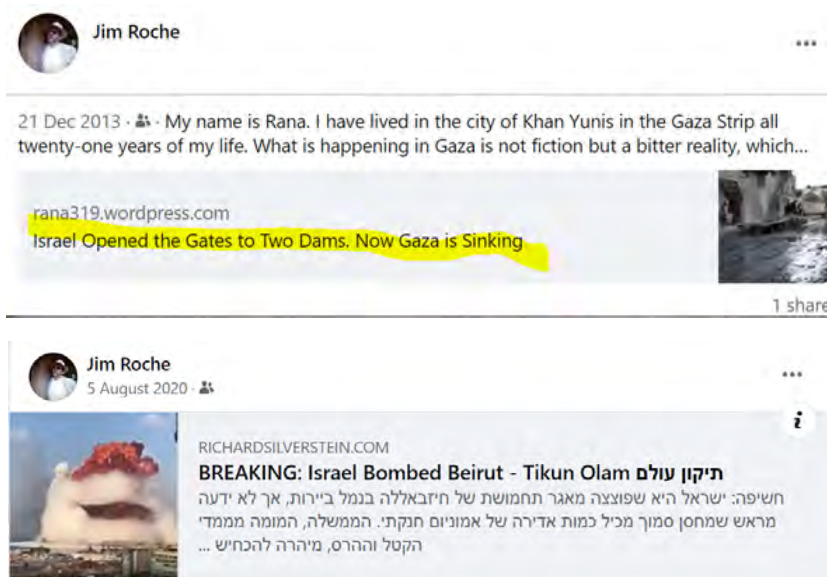 Jim Roche
21 Dec 2013 · My name is Rana. I have lived in the city of Khan Yunis in the Gaza Strip all
twenty-one years of my life. What is happening in Gaza is not fiction but a bitter reality, which...
rana319.wordpress.com
Israel Opened the Gates to Two Dams. Now Gaza is Sinking
1 share
Jim Roche
5 August 2020 ·
RICHARDSILVERSTEIN.COM
BREAKING: Israel Bombed Beirut - Tikun Olam תיקון עולם
חשיפה: ישראל היא שפוצצה מאגר תחמושת של חיזבאללה בנמל ביירות, אך לא ידעה
מראש שמחסן סמוך מכיל כמות אדירה של אמוניום חנקתי. הממשלה, המומה מממדי
הקטל וההרס, מיהרה להכחיש ...